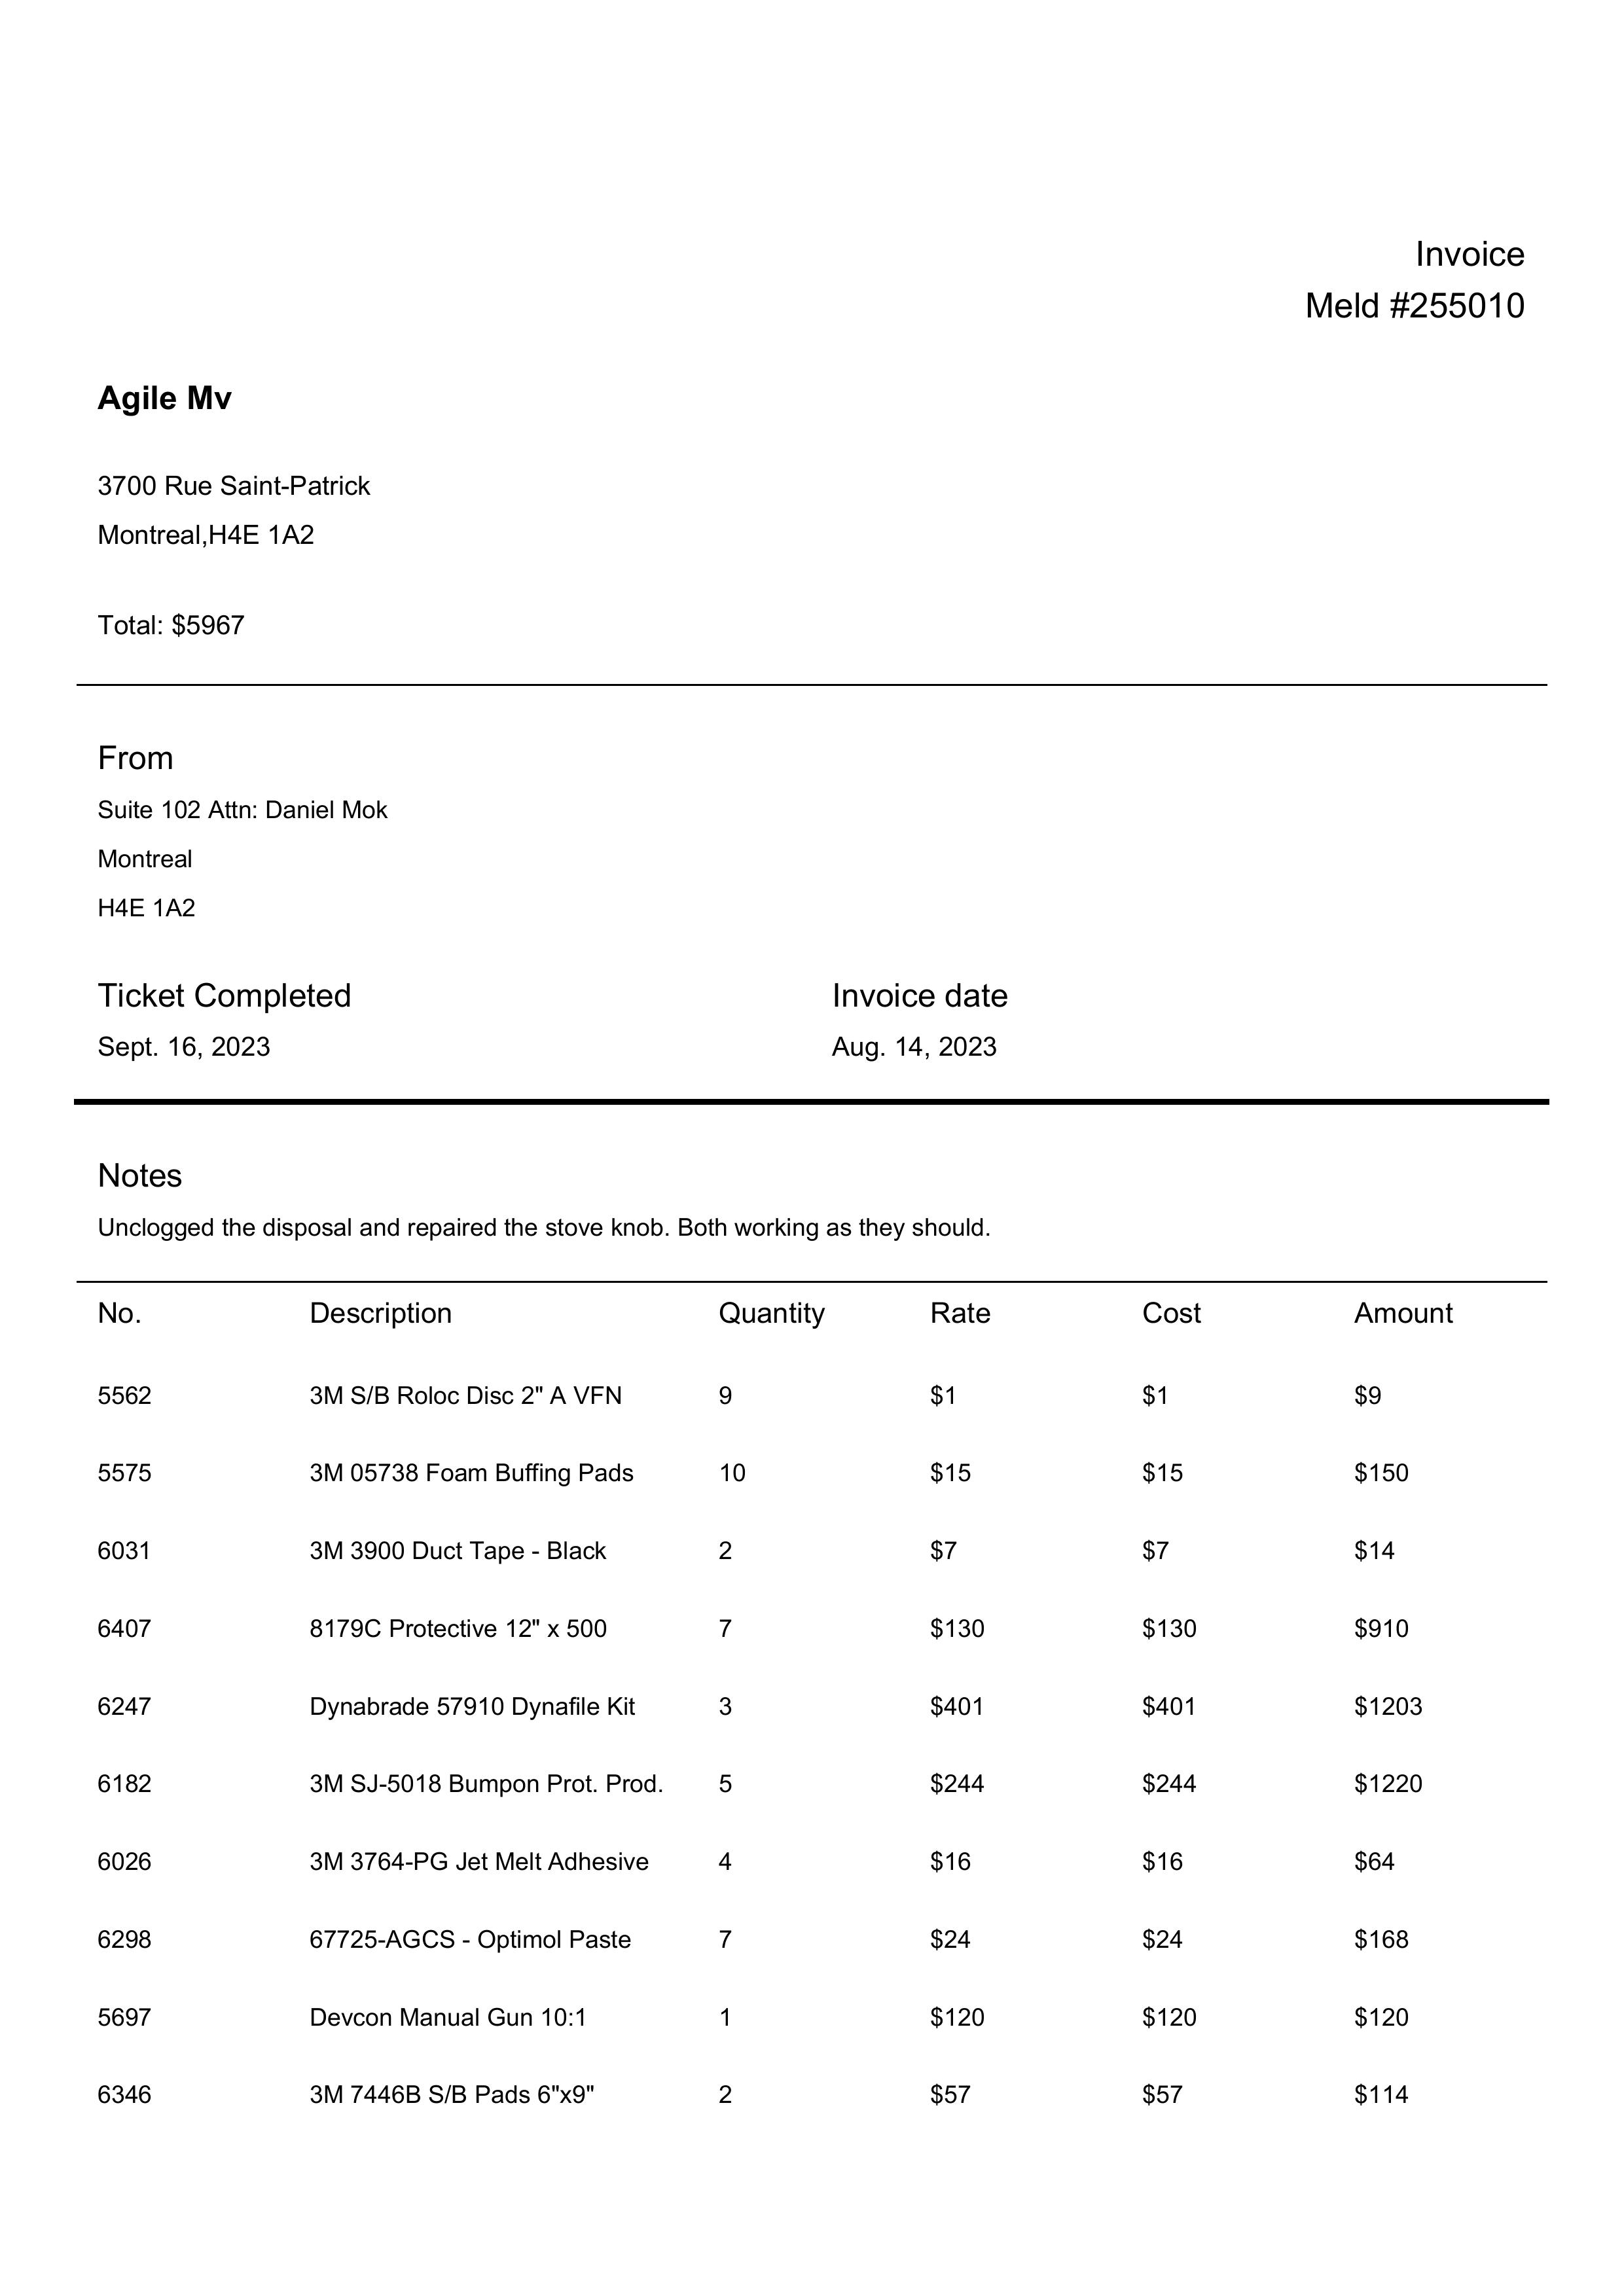 Invoice
Meld #255010
Agile Mv
3700 Rue Saint-Patrick
Montreal,H4E 1A2
Total: $5967
From
Suite 102 Attn: Daniel Mok
Montreal
H4E 1A2
Ticket Completed Invoice date
Sept. 16, 2023 Aug. 14, 2023
Notes
Unclogged the disposal and repaired the stove knob. Both working as they should.
No. Description Quantity Rate Cost Amount
5562 3M S/B Roloc Disc 2" A VFN 9 $1 $1 $9
5575 3M 05738 Foam Buffing Pads 10 $15 $15 $150
6031 3M 3900 Duct Tape - Black 2 $7 $7 $14
6407 8179C Protective 12" x 500 7 $130 $130 $910
6247 Dynabrade 57910 Dynafile Kit 3 $401 $401 $1203
6182 3M SJ-5018 Bumpon Prot. Prod. 5 $244 $244 $1220
6026 3M 3764-PG Jet Melt Adhesive 4 $16 $16 $64
6298 67725-AGCS - Optimol Paste 7 $24 $24 $168
5697 Devcon Manual Gun 10:1 1 $120 $120 $120
6346 3M 7446B S/B Pads 6"x9" 2 $57 $57 $114